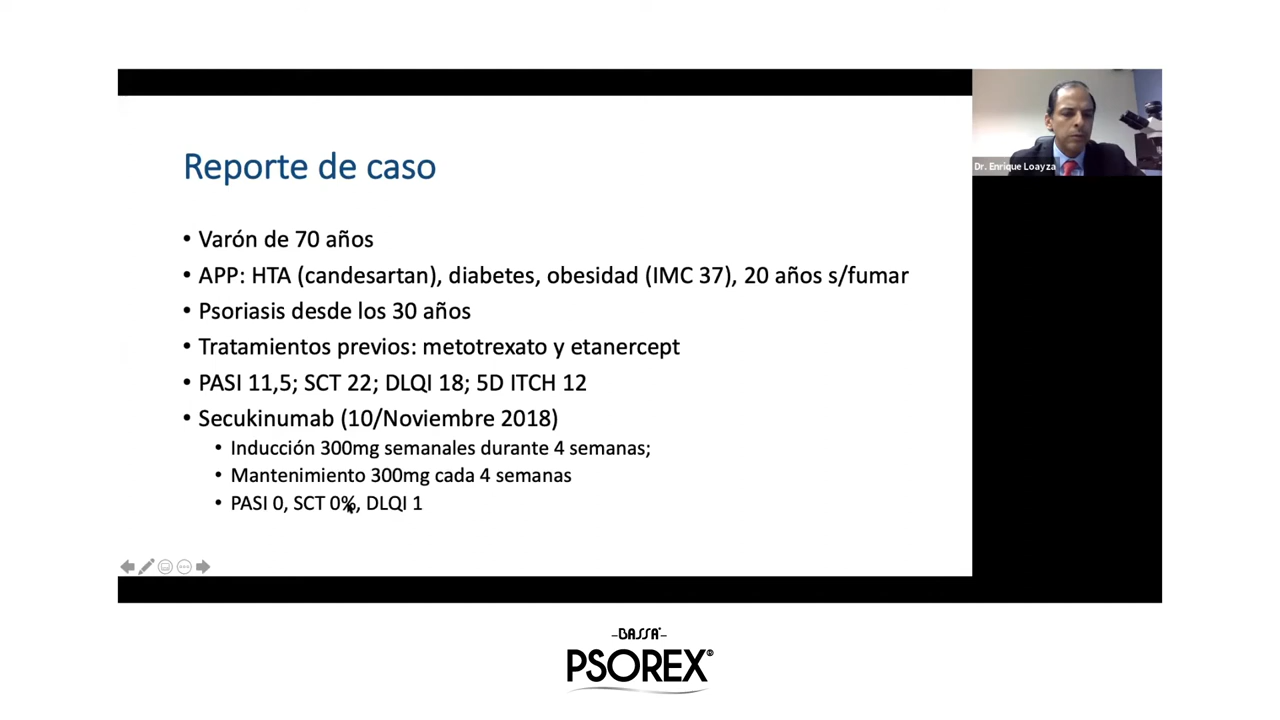 Reporte de caso
• Varón de 70 años
• APP: HTA (candesartan), diabetes, obesidad (IMC 37), 20 años s/fumar
• Psoriasis desde los 30 años
• Tratamientos previos: metotrexato y etanercept
• PASI 11,5; SCT 22; DLQI 18; 5D ITCH 12
• Secukinumab (10/Noviembre 2018)
• Inducción 300mg semanales durante 4 semanas;
• Mantenimiento 300mg cada 4 semanas
• PASI 0, SCT 0%, DLQI 1
Dr. Enrique Loayza
BASSA
PSOREX®